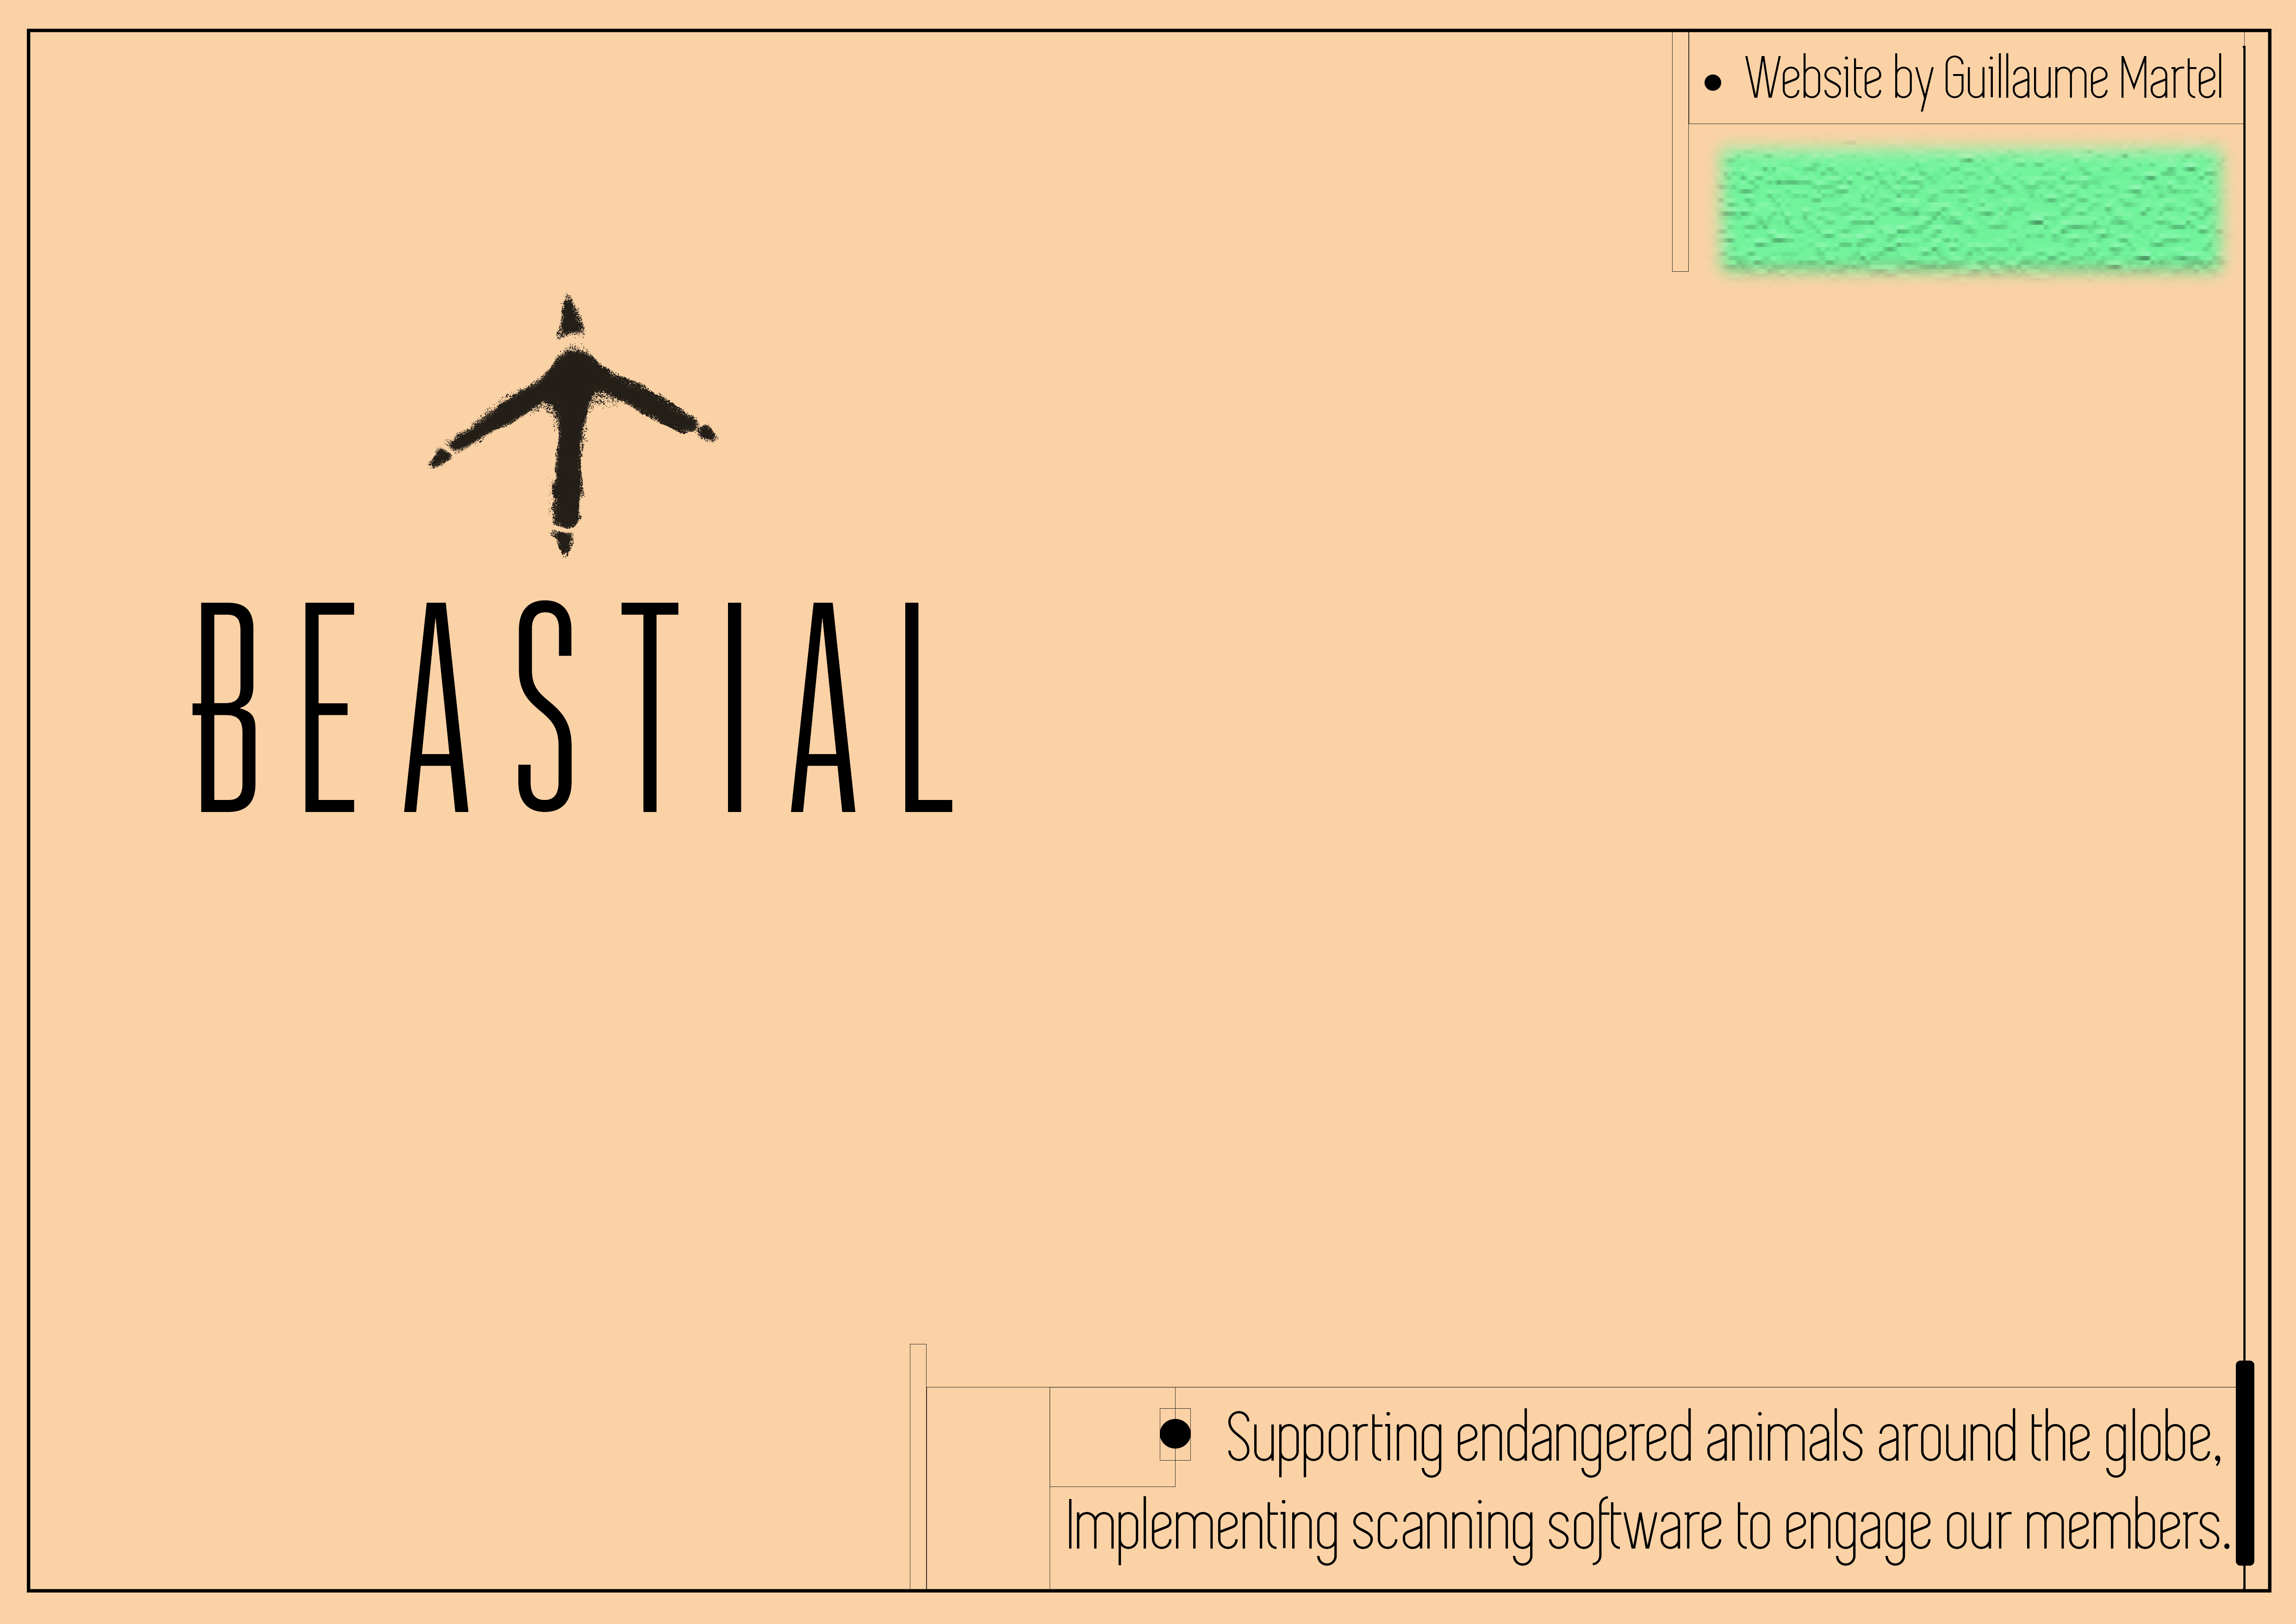 Website by Guillaume Martel
BEASTIAL
Supporting endangered animals around the globe,
Implementing scanning software to engage our members.